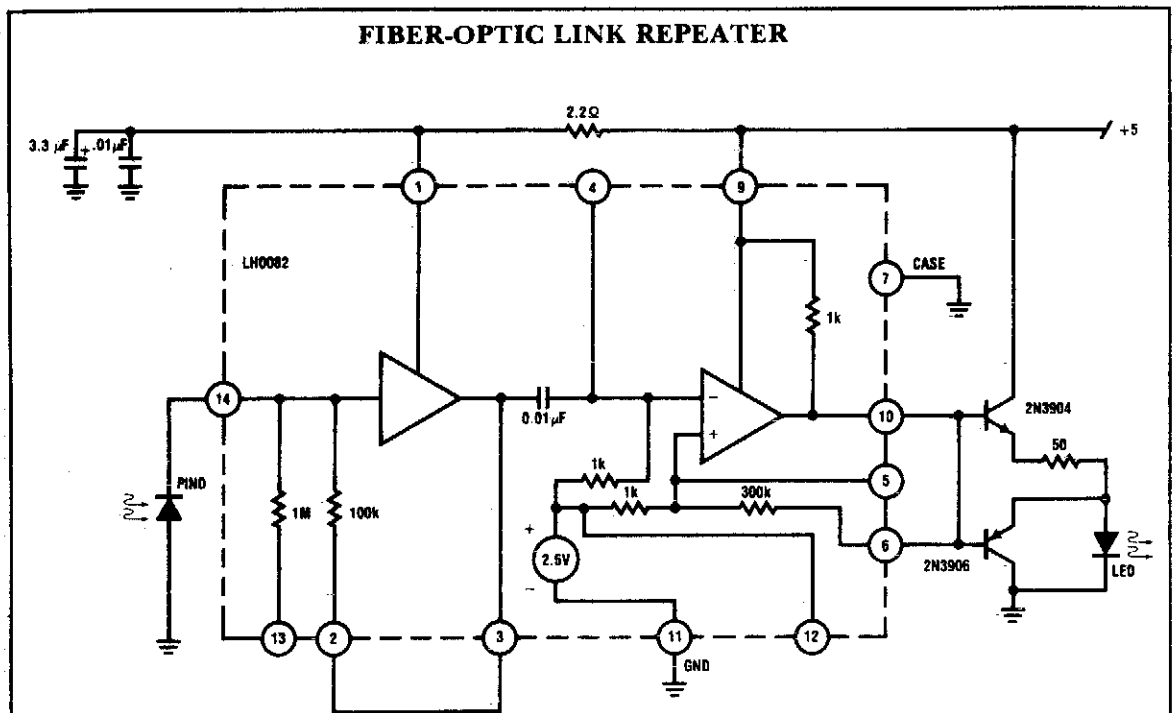 FIBER-OPTIC LINK REPEATER
2.2Ω
3.3 µF
+
.01µF
+5
1
4
9
LH0082
7
CASE
1k
14
0.01µF
−
+
10
2N3904
50
5
1k
1k
300k
PIND
1M
100k
+
2.5V
−
6
2N3906
LED
13
2
3
11
12
GND